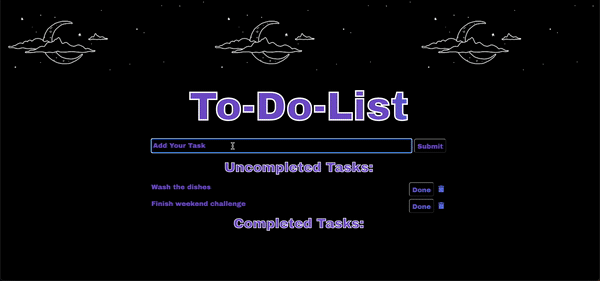 To-Do-List
Add Your Task
Submit
Uncompleted Tasks:
Wash the dishes
Done
Finish weekend challenge
Done
Completed Tasks: